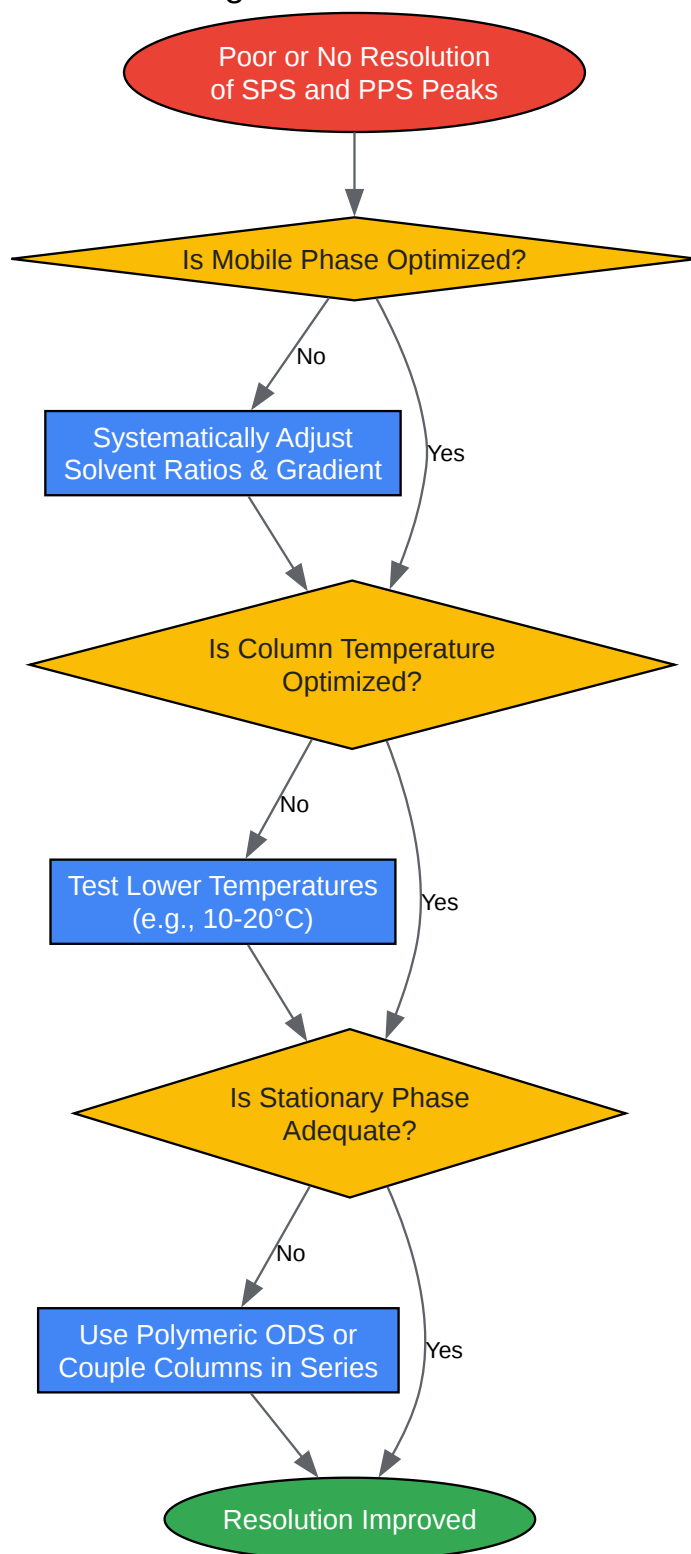 Poor or No Resolution
of SPS and PPS Peaks
Is Mobile Phase Optimized?
No
Systematically Adjust
Solvent Ratios & Gradient
Yes
Is Column Temperature
Optimized?
No
Test Lower Temperatures
(e.g., 10-20°C)
Yes
Is Stationary Phase
Adequate?
No
Use Polymeric ODS or
Couple Columns in Series
Yes
Resolution Improved